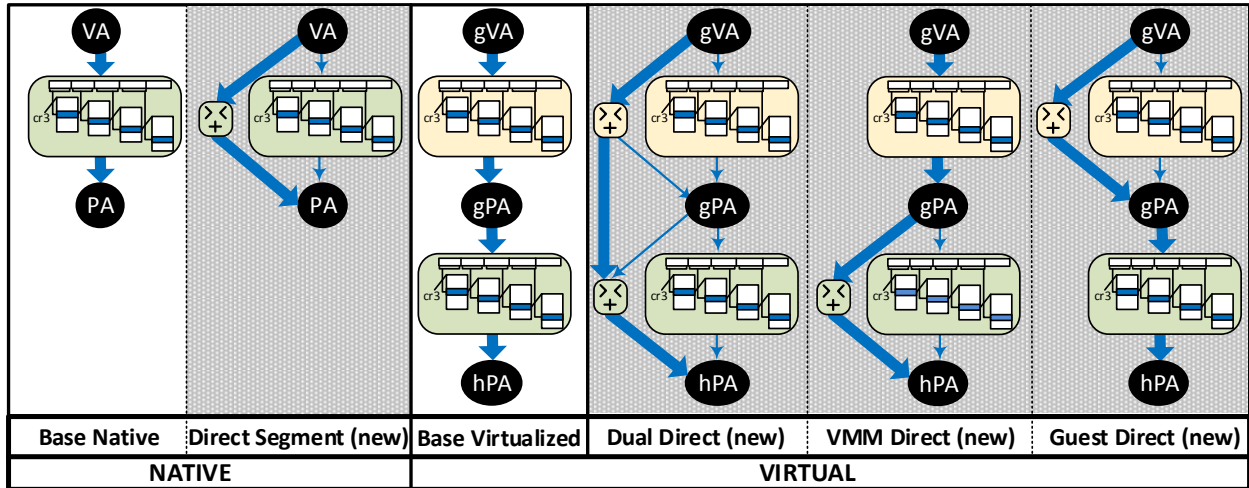 VA VA gVA gVA gVA gVA
cr3 > < + cr3 cr3 > < + cr3 cr3 > < + cr3
PA PA gPA gPA gPA gPA
cr3 > < + cr3 > < + cr3 cr3
hPA hPA hPA hPA
Base Native Direct Segment (new) Base Virtualized Dual Direct (new) VMM Direct (new) Guest Direct (new)
NATIVE VIRTUAL